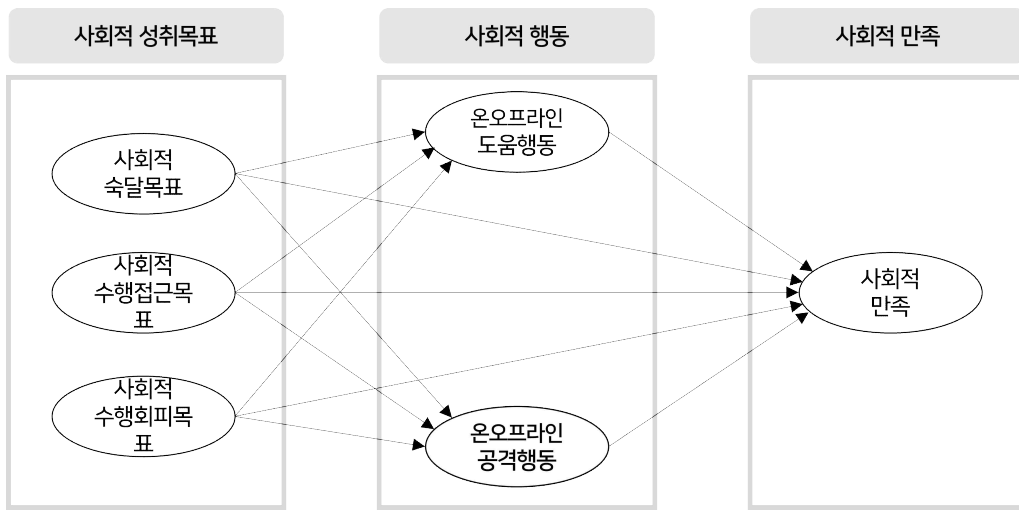 사회적 성취목표
사회적 행동
사회적 만족
사회적
숙달목표
사회적
수행접근목
표
사회적
수행회피목
표
온오프라인
도움행동
온오프라인
공격행동
사회적
만족